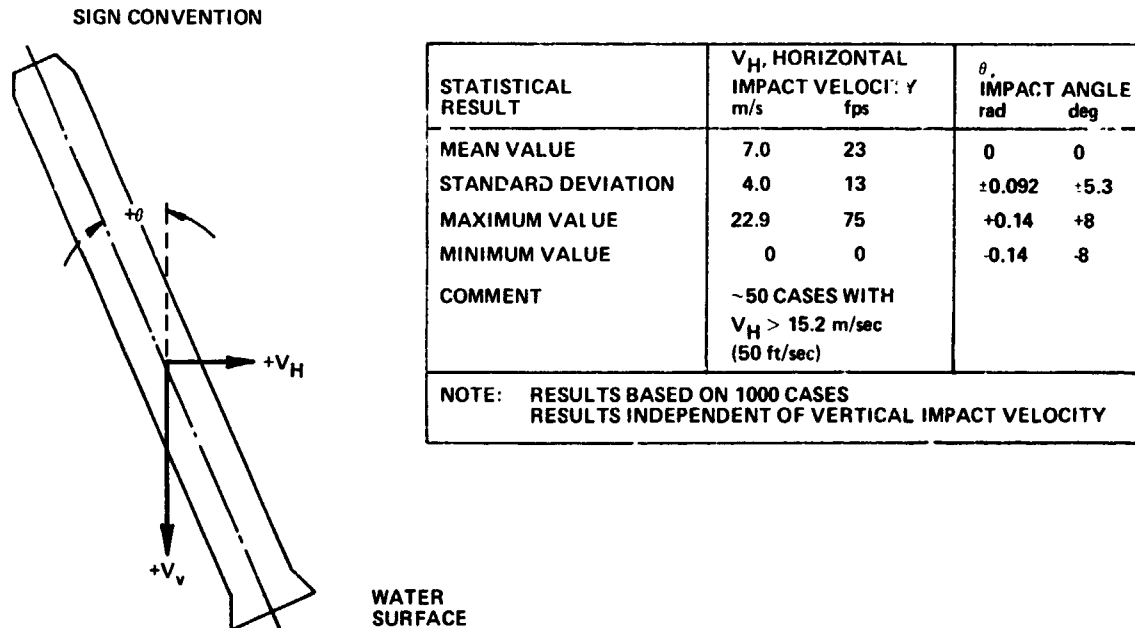 SIGN CONVENTION
+θ
+V_H
+V_v
WATER
SURFACE
STATISTICAL RESULT | V_H, HORIZONTAL IMPACT VELOCITY m/s fps | θ, IMPACT ANGLE rad deg
MEAN VALUE 7.0 23 0 0
STANDARD DEVIATION 4.0 13 ±0.092 ±5.3
MAXIMUM VALUE 22.9 75 +0.14 +8
MINIMUM VALUE 0 0 -0.14 -8
COMMENT ~50 CASES WITH
V_H > 15.2 m/sec
(50 ft/sec)
NOTE: RESULTS BASED ON 1000 CASES
RESULTS INDEPENDENT OF VERTICAL IMPACT VELOCITY